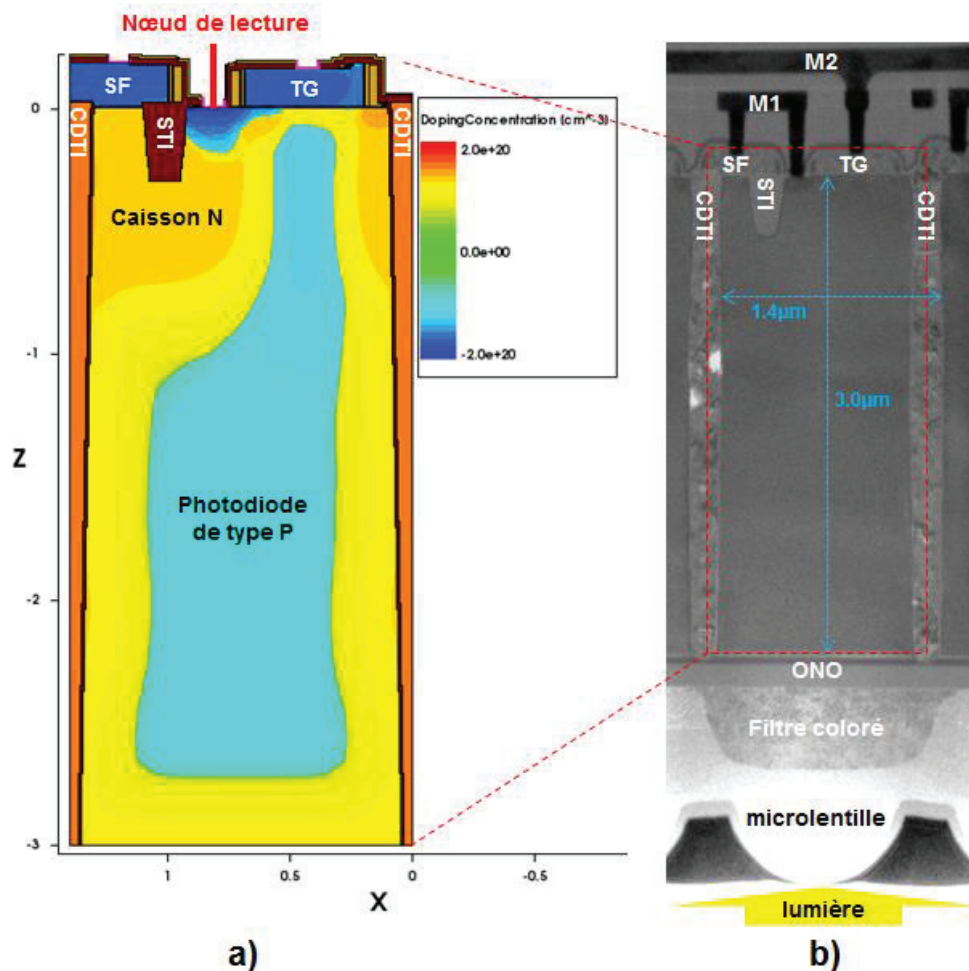 Nœud de lecture
SF
TG
CDTI
STI
CDTI
Caisson N
Photodiode
de type P
0
-1
-2
-3
Z
1
0.5
0
-0.5
X
DopingConcentration (cm^-3)
2.0e+20
0.0e+00
-2.0e+20
a)
M2
M1
SF
TG
STI
CDTI
CDTI
1.4µm
3.0µm
ONO
Filtre coloré
microlentille
lumière
b)